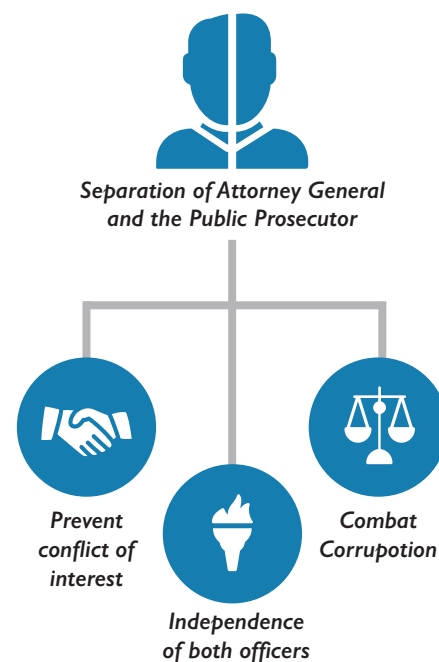 Separation of Attorney General
and the Public Prosecutor
Prevent
conflict of
interest
Independence
of both officers
Combat
Corrupotion